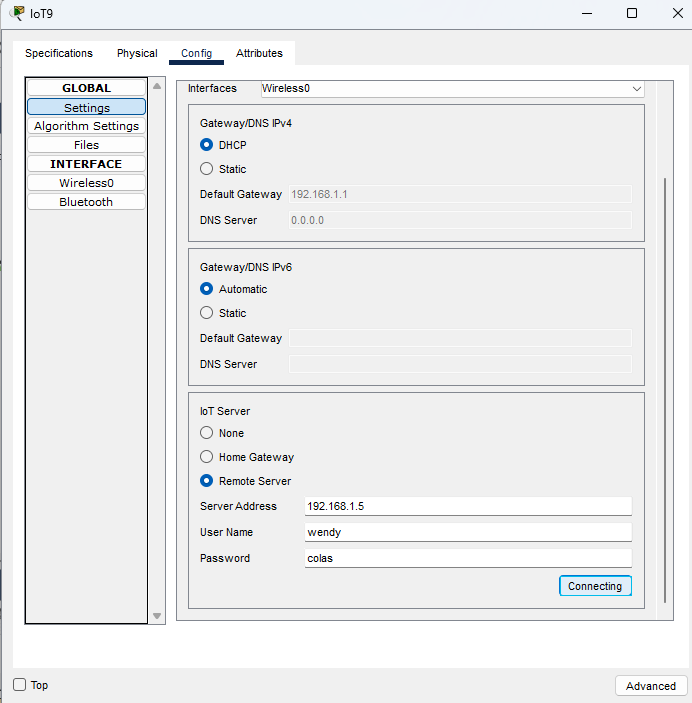 IoT9
Specifications Physical Config Attributes
GLOBAL
Settings
Algorithm Settings
Files
INTERFACE
Wireless0
Bluetooth
Interfaces Wireless0
Gateway/DNS IPv4
DHCP
Static
Default Gateway 192.168.1.1
DNS Server 0.0.0.0
Gateway/DNS IPv6
Automatic
Static
Default Gateway
DNS Server
IoT Server
None
Home Gateway
Remote Server
Server Address 192.168.1.5
User Name wendy
Password colas
Connecting
Top
Advanced